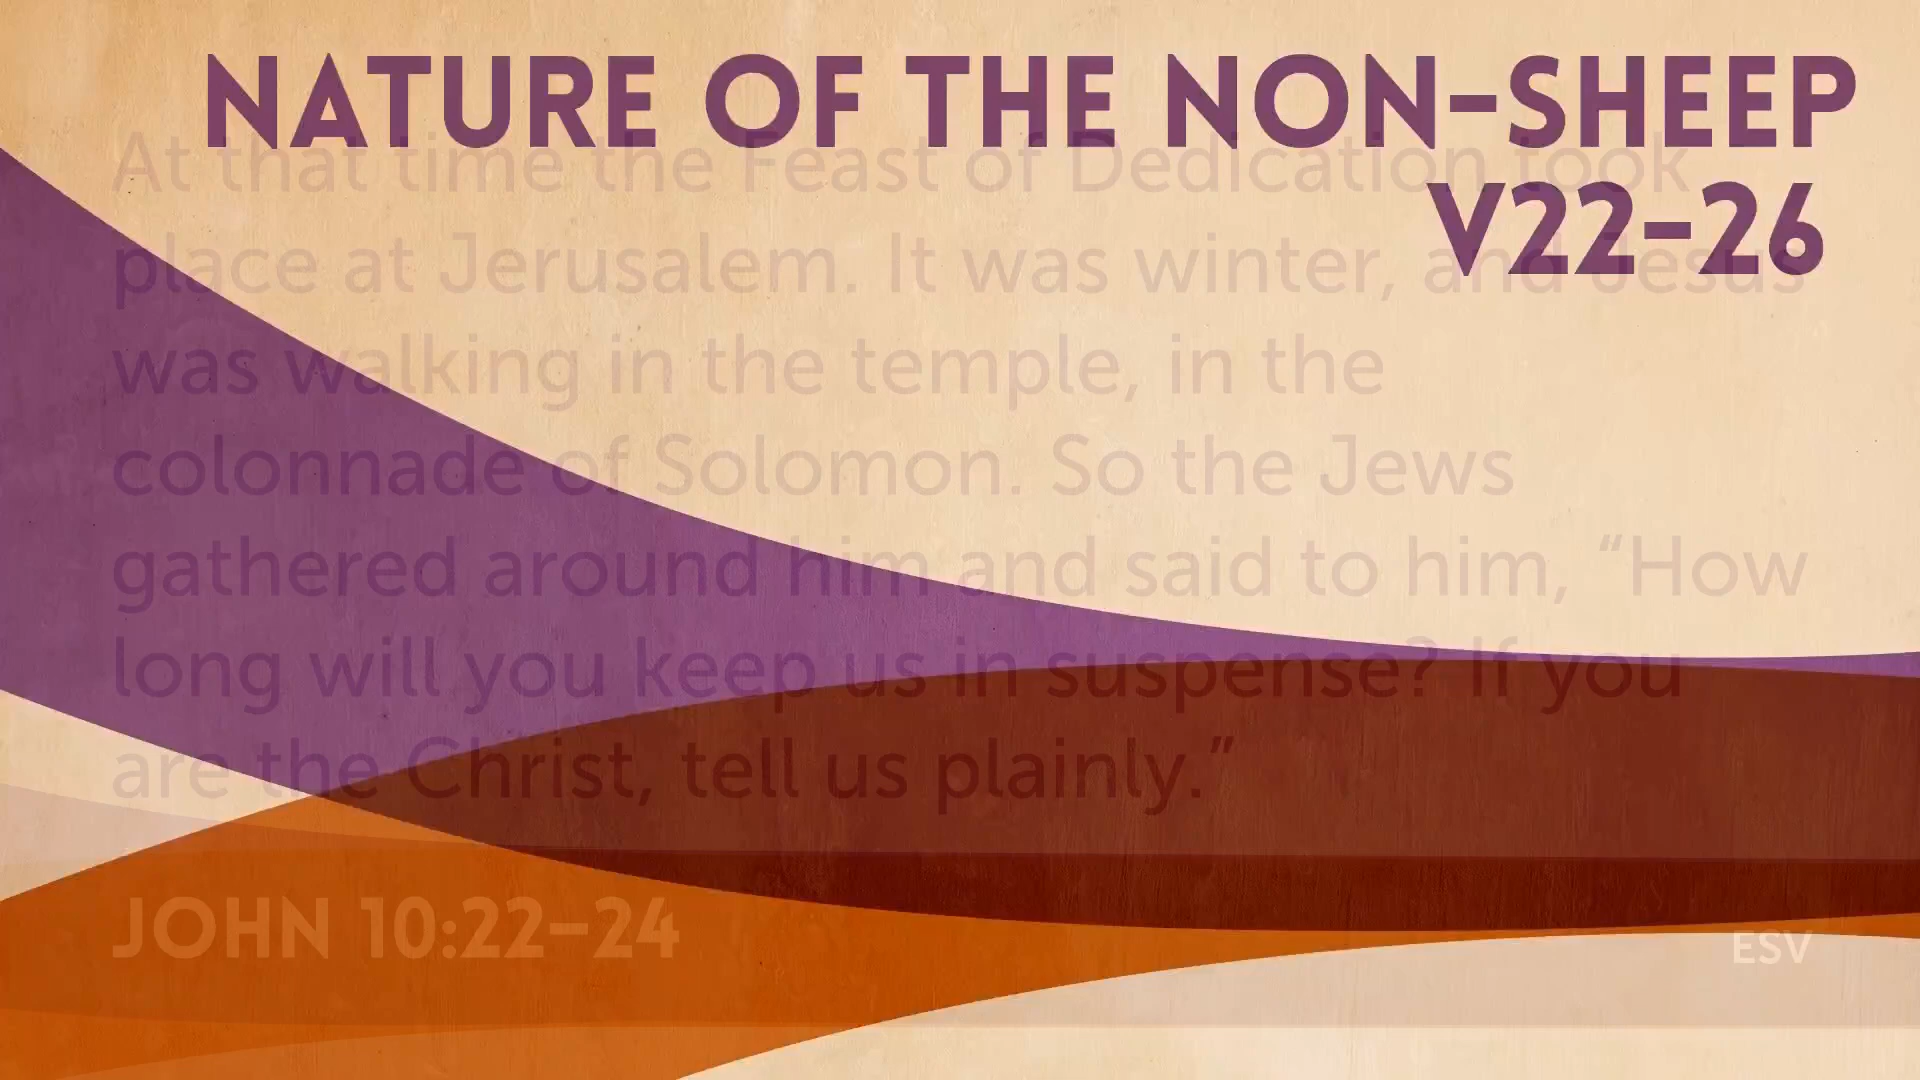 NATURE OF THE NON-SHEEP
V22-26
At that time the Feast of Dedication took
place at Jerusalem. It was winter, and Jesus
was walking in the temple, in the
colonnade of Solomon. So the Jews
gathered around him and said to him, “How
long will you keep us in suspense? If you
are the Christ, tell us plainly.”
JOHN 10:22-24
ESV